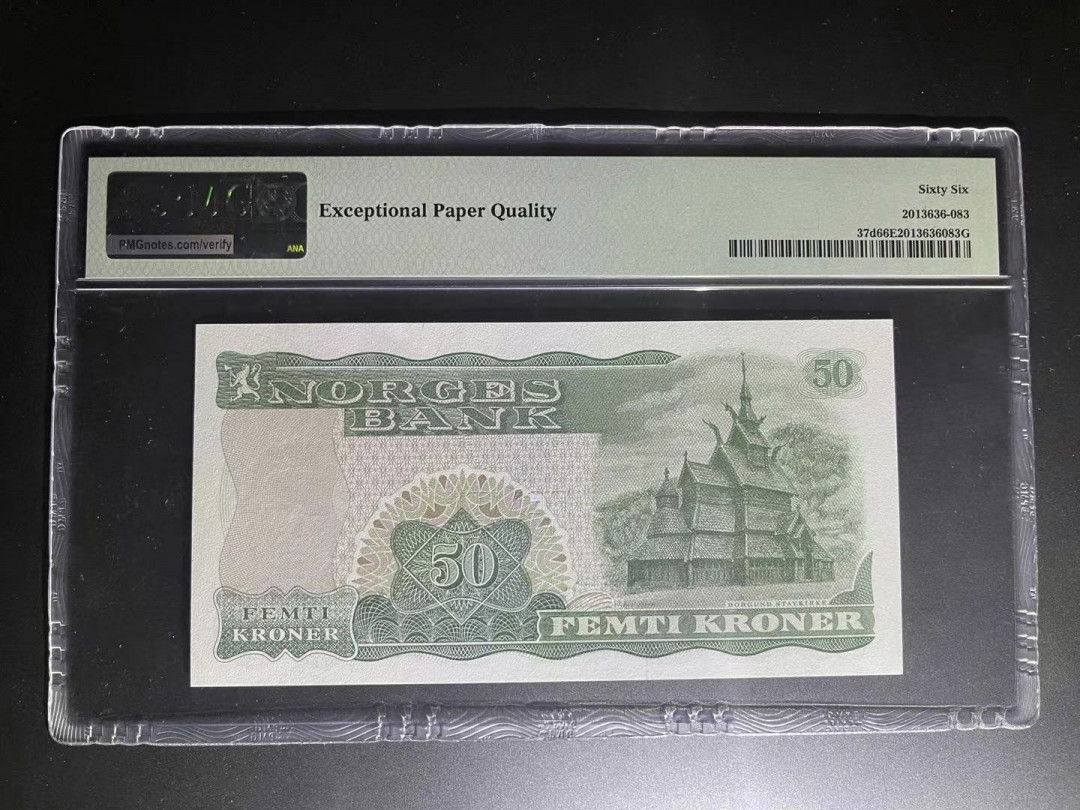 PMG
PMGnotes.com/verify
ANA
Exceptional Paper Quality
Sixty Six
2013636-083
37d66E2013636083G
NORGES
BANK
50
50
BORGUND STAVKIRKE
FEMTI
KRONER
FEMTI KRONER